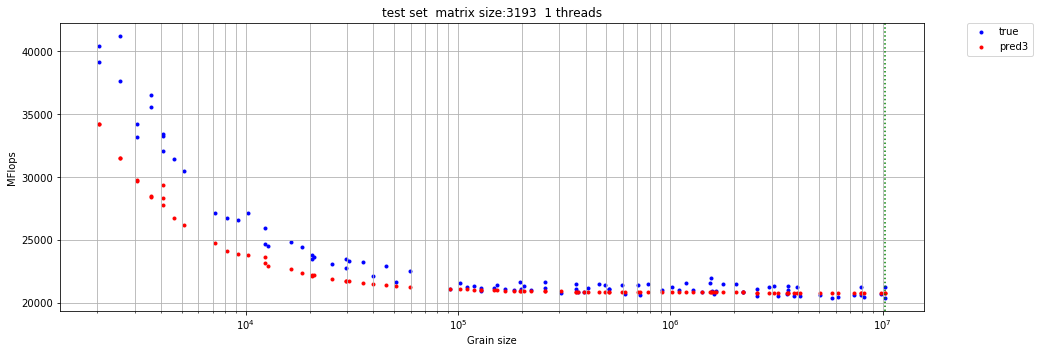 test set  matrix size:3193  1 threads
true
pred3
MFlops
40000
35000
30000
25000
20000
10⁴
10⁵
10⁶
10⁷
Grain size